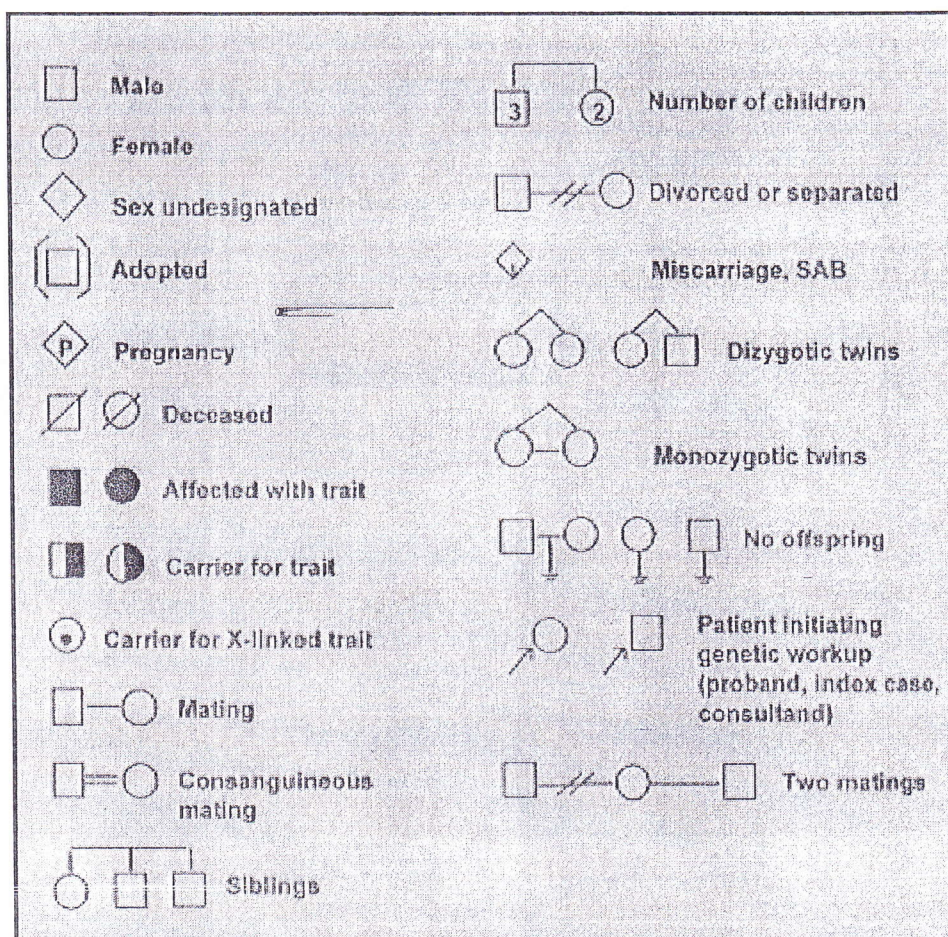 Male
Female
Sex undesignated
Adopted
P
Pregnancy
Deceased
Affected with trait
Carrier for trait
Carrier for X-linked trait
Mating
Consanguineous
mating
Siblings
3 2
Number of children
Divorced or separated
Miscarriage, SAB
Dizygotic twins
Monozygotic twins
No offspring
Patient initiating
genetic workup
(proband, index case,
consultand)
Two matings